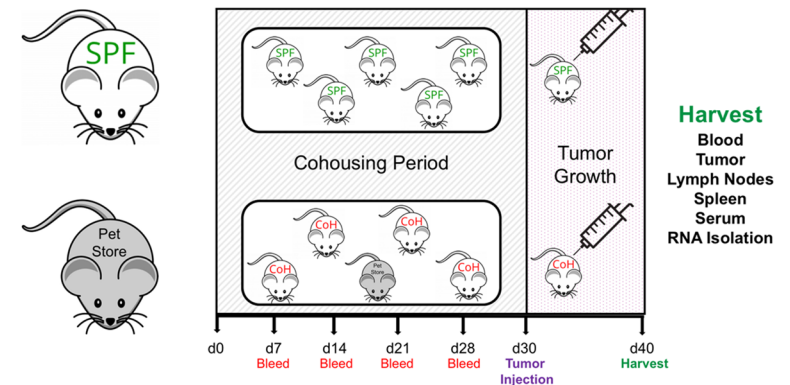 SPF
Pet
Store
SPF
SPF
SPF
SPF
SPF
Cohousing Period
CoH
CoH
CoH
Pet
Store
CoH
SPF
Tumor
Growth
CoH
Harvest
Blood
Tumor
Lymph Nodes
Spleen
Serum
RNA Isolation
d0
d7
Bleed
d14
Bleed
d21
Bleed
d28
Bleed
d30
Tumor
Injection
d40
Harvest